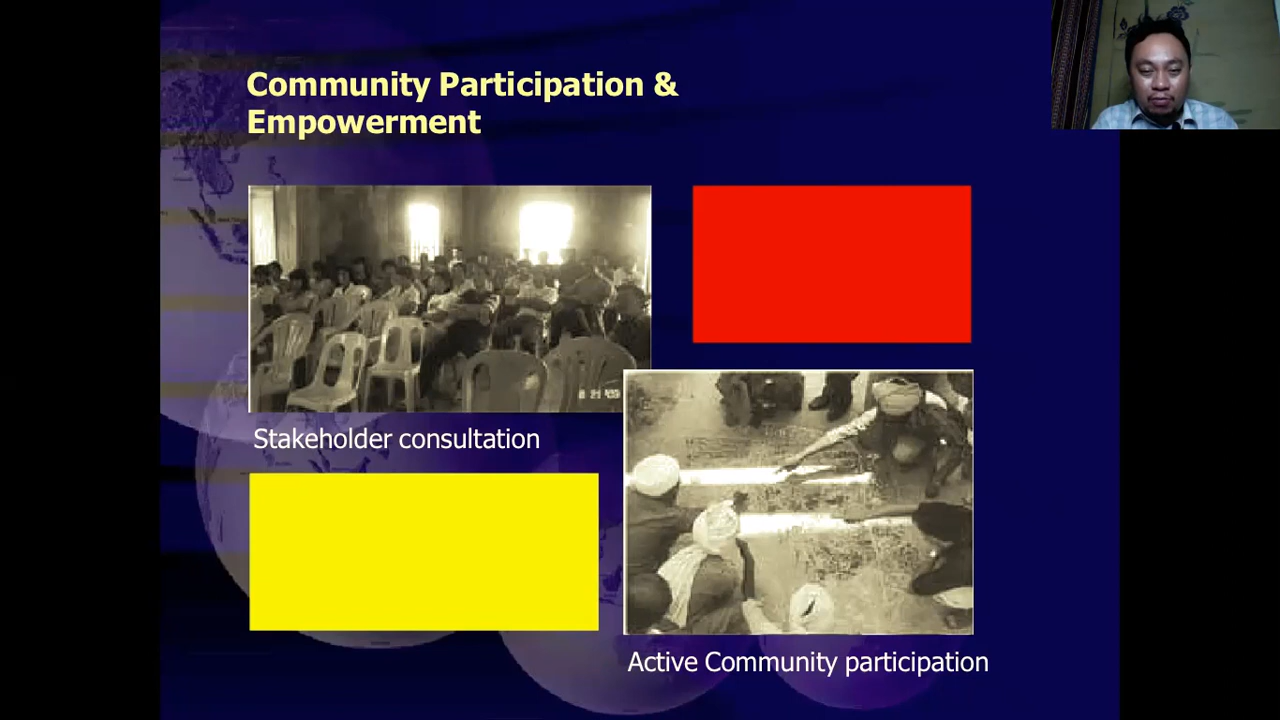 Community Participation &
Empowerment
Stakeholder consultation
Active Community participation